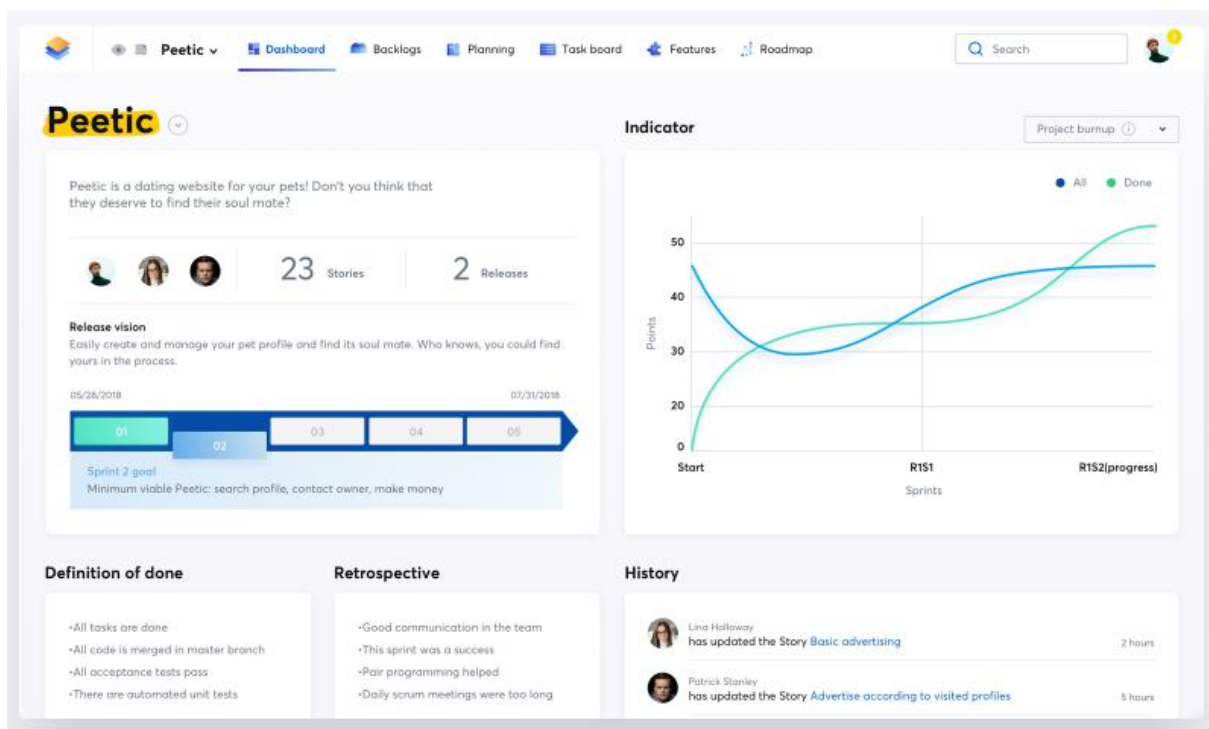 Peetic
Dashboard
Backlogs
Planning
Task board
Features
Roadmap
Search
Peetic
Peetic is a dating website for your pets! Don't you think that
they deserve to find their soul mate?
23 Stories
2 Releases
Release vision
Easily create and manage your pet profile and find its soul mate. Who knows, you could find
yours in the process.
05/28/2018
07/31/2018
01
02
03
04
05
Sprint 2 goal
Minimum viable Peetic: search profile, contact owner, make money
Indicator
Project burnup
All
Done
50
40
30
20
0
Points
Start
R1S1
R1S2(progress)
Sprints
Definition of done
•All tasks are done
•All code is merged in master branch
•All acceptance tests pass
•There are automated unit tests
Retrospective
•Good communication in the team
•This sprint was a success
•Pair programming helped
•Daily scrum meetings were too long
History
Lina Holloway
has updated the Story Basic advertising
2 hours
Patrick Stanley
has updated the Story Advertise according to visited profiles
5 hours